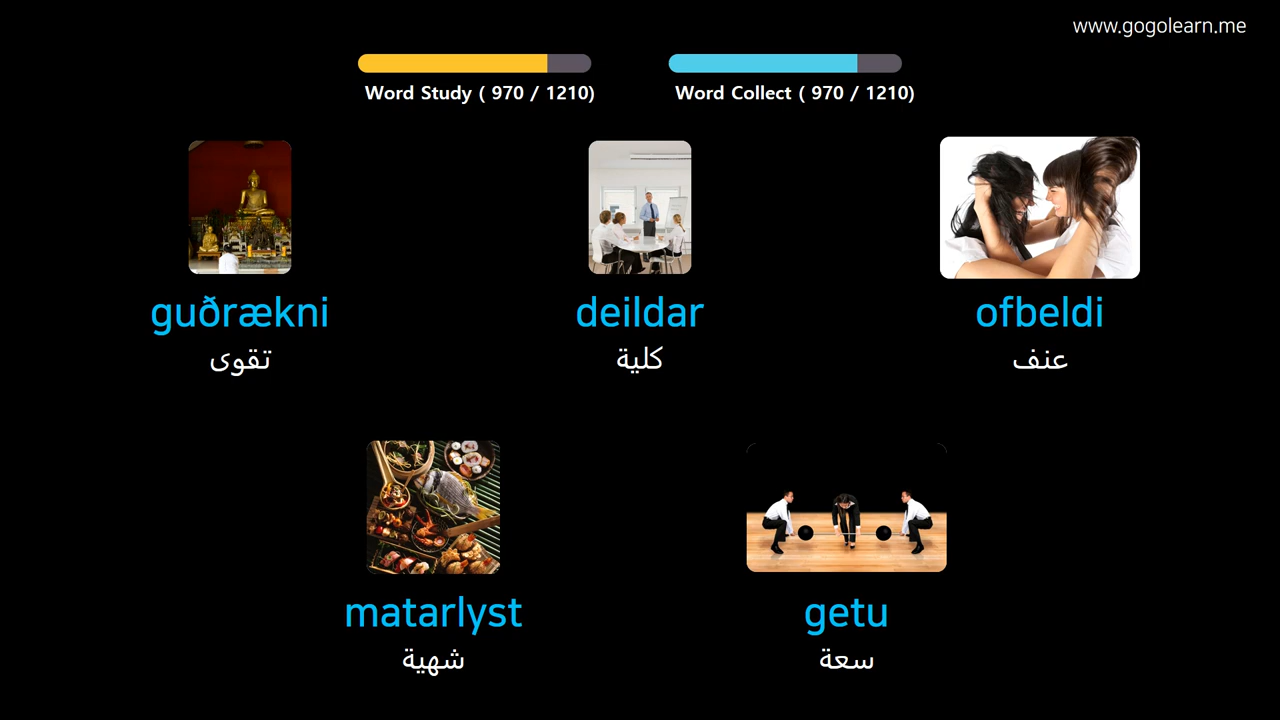 www.gogolearn.me
Word Study ( 970 / 1210)
Word Collect ( 970 / 1210)
guðrækni
تقوى
deildar
كلية
ofbeldi
عنف
matarlyst
شهية
getu
سعة